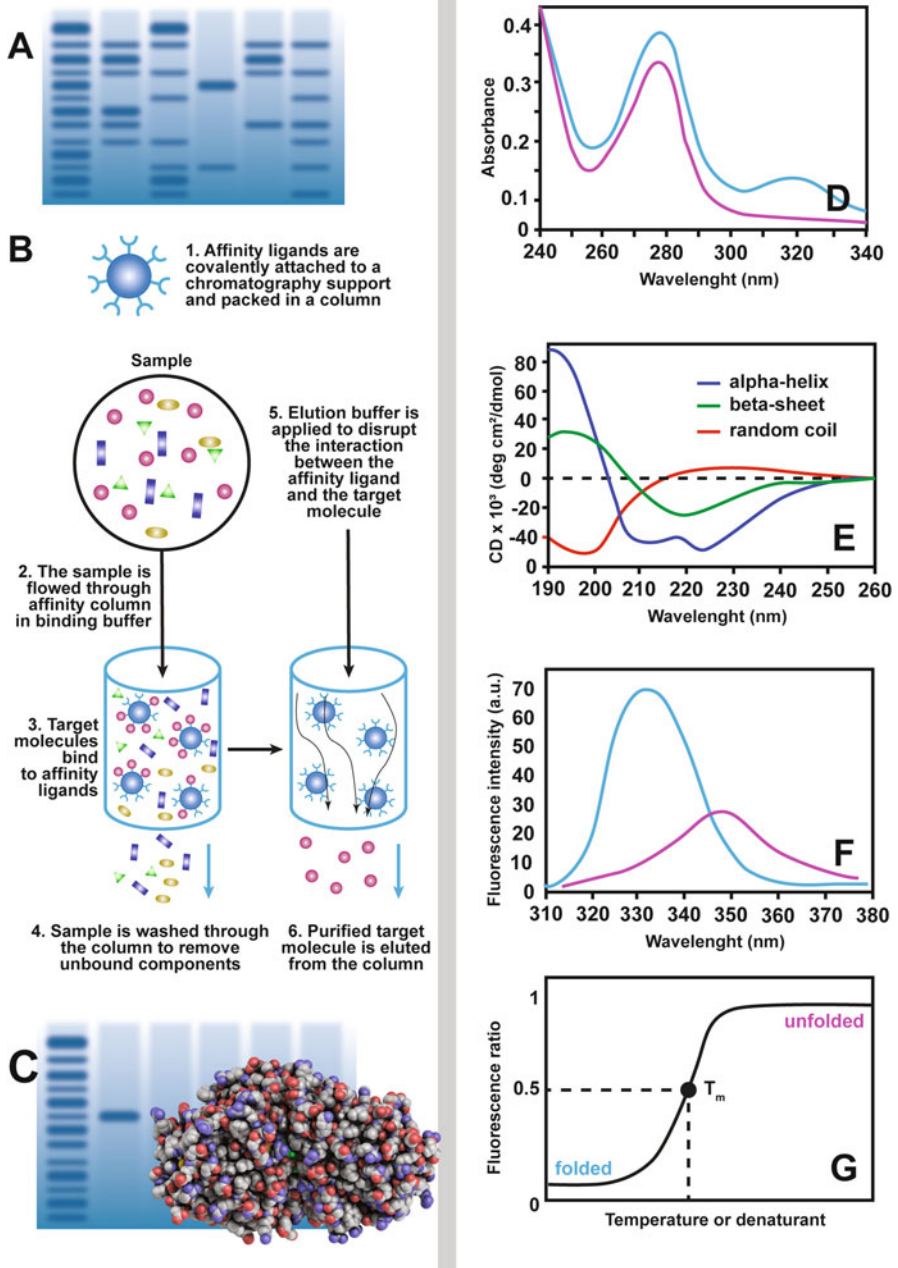 A
B
1. Affinity ligands are
covalently attached to a
chromatography support
and packed in a column
Sample
5. Elution buffer is
applied to disrupt
the interaction
between the
affinity ligand
and the target
molecule
2. The sample is
flowed through
affinity column
in binding buffer
3. Target
molecules
bind
to affinity
ligands
4. Sample is washed through
the column to remove
unbound components
6. Purified target
molecule is eluted
from the column
C
Absorbance
0.4
0.3
0.2
0.1
0
240
260
280
300
320
340
Wavelenght (nm)
D
CD x 10³ (deg cm²/dmol)
80
60
40
20
0
-20
-40
0
190
200
210
220
230
240
250
260
Wavelenght (nm)
alpha-helix
beta-sheet
random coil
E
Fluorescence intensity (a.u.)
70
60
50
40
30
20
10
0
310
320
330
340
350
360
370
380
Wavelenght (nm)
F
Fluorescence ratio
1
0.5
0
unfolded
Tm
folded
G
Temperature or denaturant